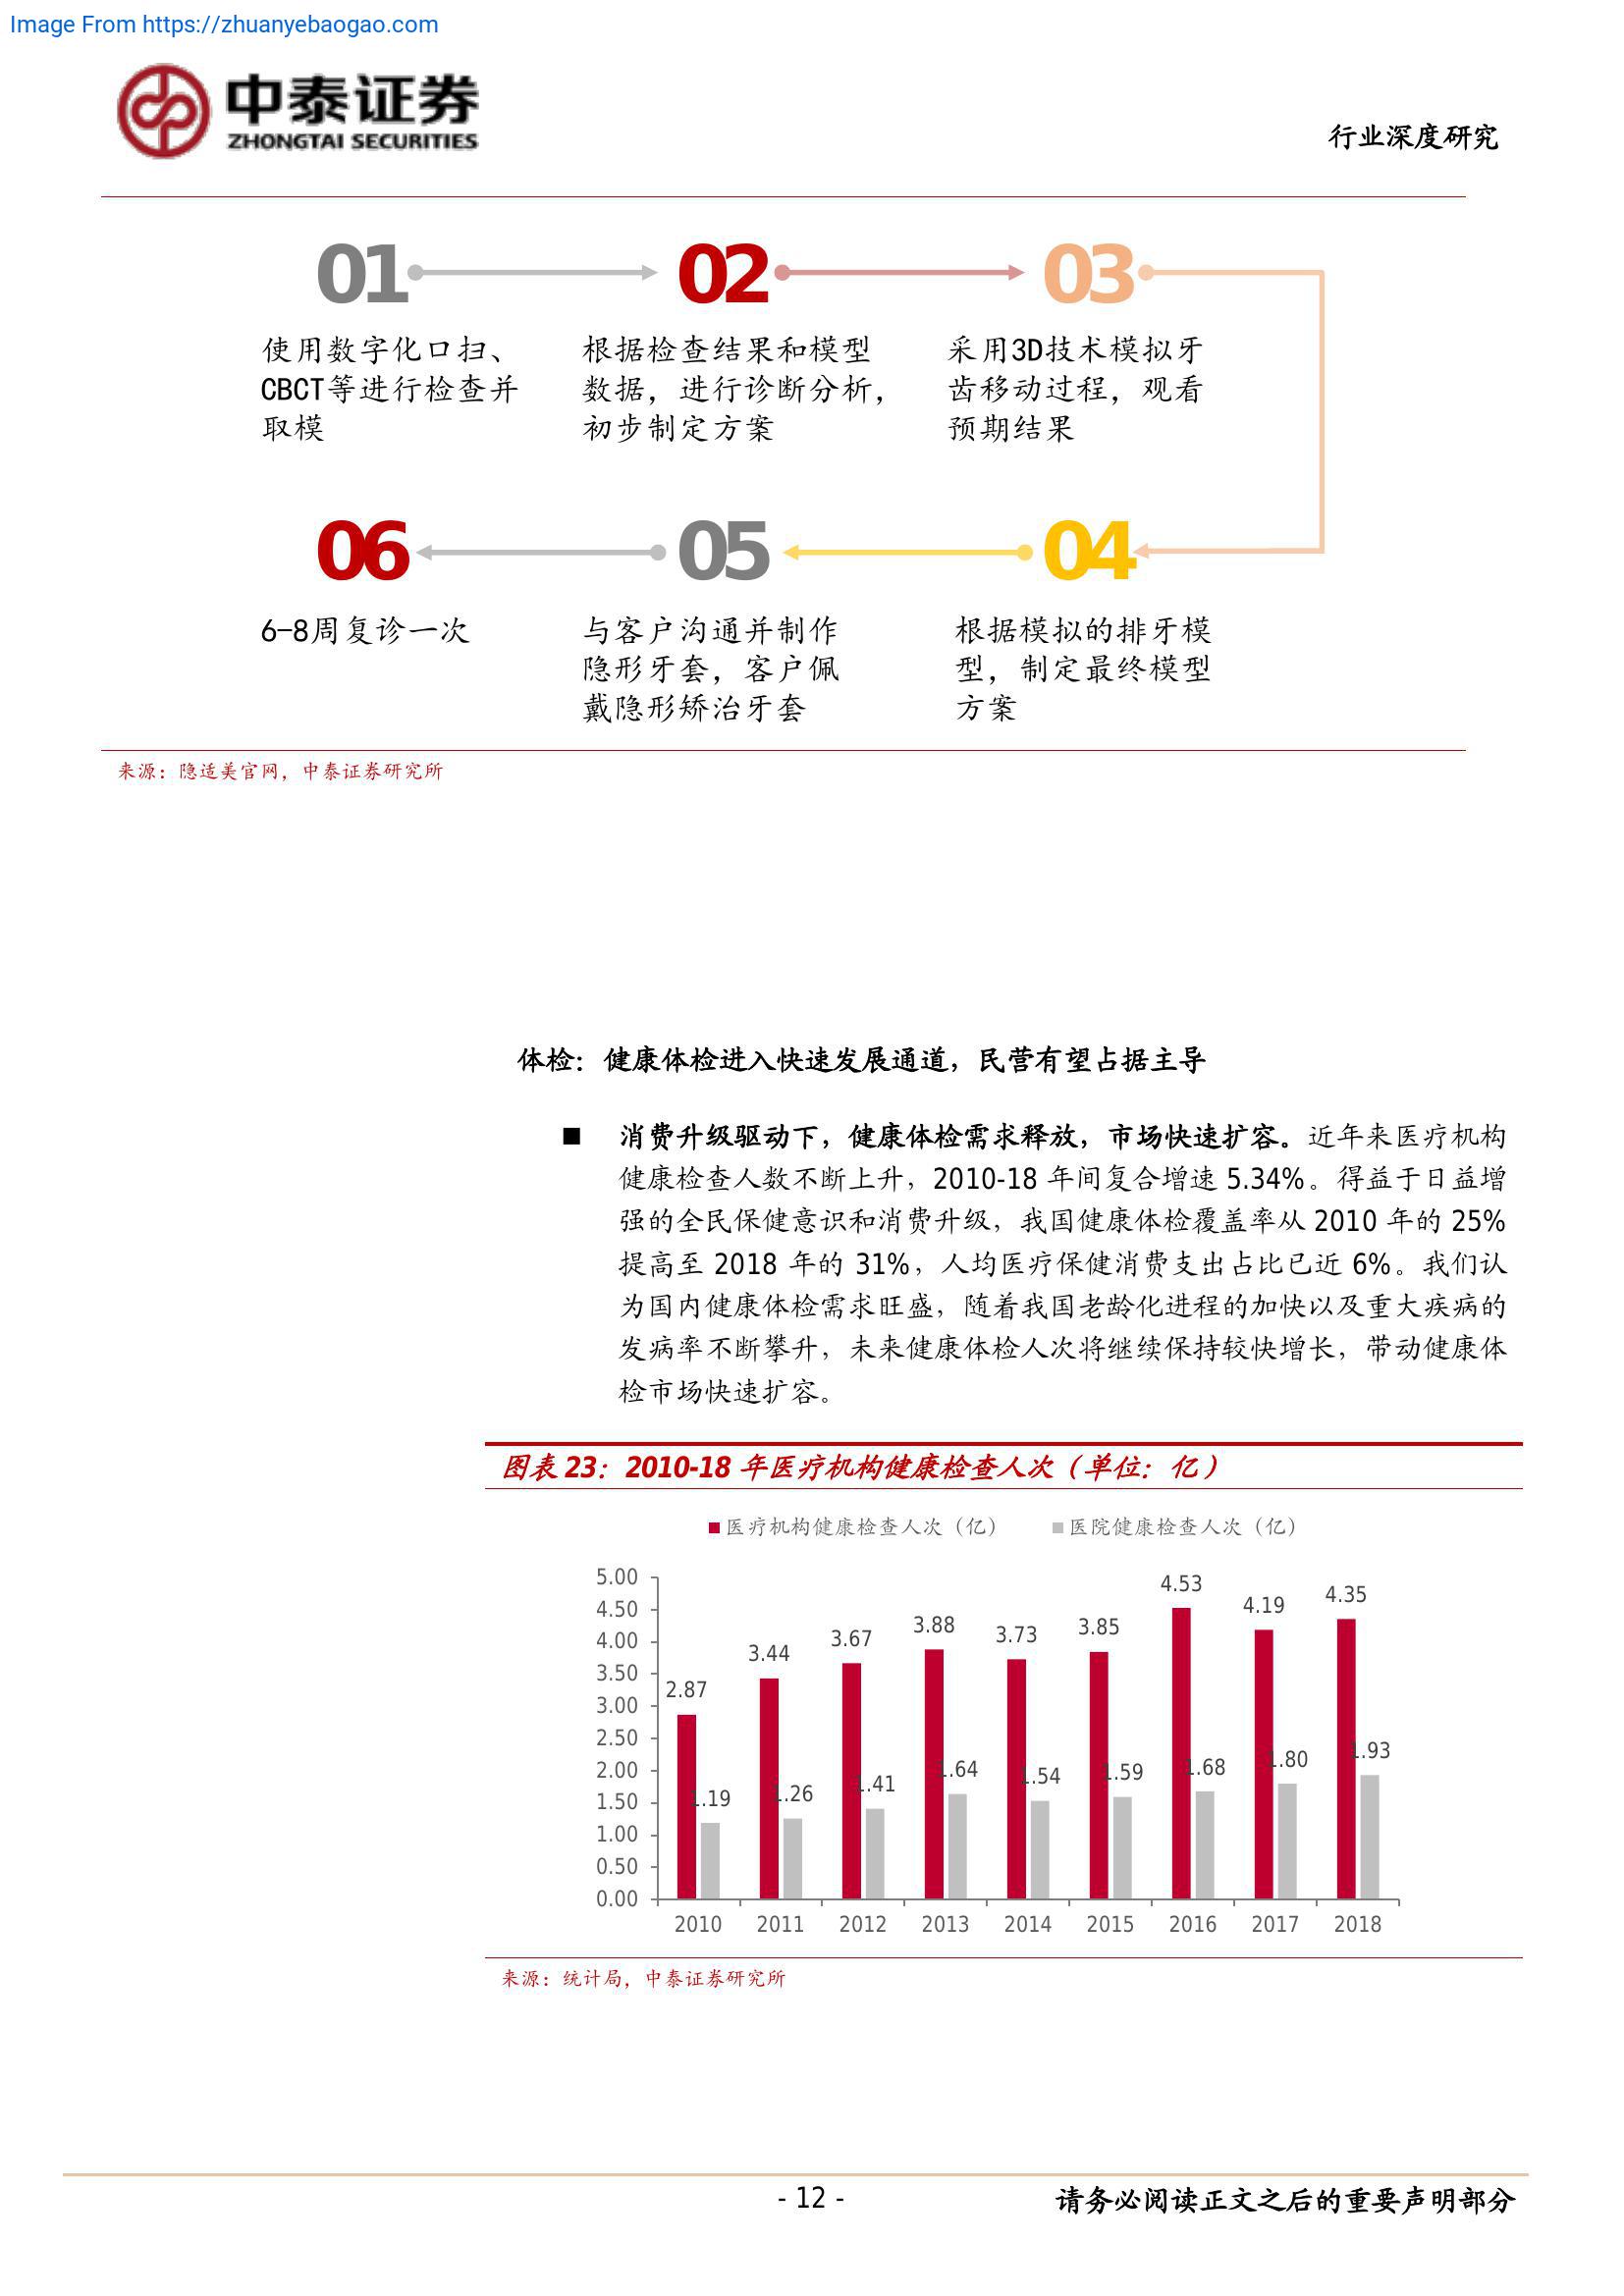 Image From https://zhuanyebaogao.com
中泰证券
ZHONGTAI SECURITIES
行业深度研究
01
02
03
使用数字化口扫、
CBCT等进行检查并
取模
根据检查结果和模型
数据，进行诊断分析，
初步制定方案
采用3D技术模拟牙
齿移动过程，观看
预期结果
06
05
04
6-8周复诊一次
与客户沟通并制作
隐形牙套，客户佩
戴隐形矫治牙套
根据模拟的排牙模
型，制定最终模型
方案
来源：隐适美官网，中泰证券研究所
体检：健康体检进入快速发展通道，民营有望占据主导
■ 消费升级驱动下，健康体检需求释放，市场快速扩容。近年来医疗机构
健康检查人数不断上升，2010-18 年间复合增速 5.34%。得益于日益增
强的全民保健意识和消费升级，我国健康体检覆盖率从 2010 年的 25%
提高至 2018 年的 31%，人均医疗保健消费支出占比已近 6%。我们认
为国内健康体检需求旺盛，随着我国老龄化进程的加快以及重大疾病的
发病率不断攀升，未来健康体检人次将继续保持较快增长，带动健康体
检市场快速扩容。
图表 23：2010-18 年医疗机构健康检查人次（单位：亿）
医疗机构健康检查人次（亿） 医院健康检查人次（亿）
5.00
4.50
4.00
3.50
3.00
2.50
2.00
1.50
1.00
0.50
0.00
2.87 3.44 3.67 3.88 3.73 3.85 4.53 4.19 4.35
1.19 1.26 1.41 1.64 1.54 1.59 1.68 1.80 1.93
2010 2011 2012 2013 2014 2015 2016 2017 2018
来源：统计局，中泰证券研究所
- 12 -
请务必阅读正文之后的重要声明部分